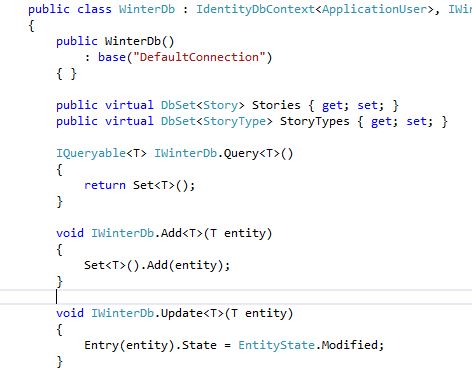 public class WinterDb : IdentityDbContext<ApplicationUser>, IWin
{
public WinterDb()
: base("DefaultConnection")
{ }
public virtual DbSet<Story> Stories { get; set; }
public virtual DbSet<StoryType> StoryTypes { get; set; }
IQueryable<T> IWinterDb.Query<T>()
{
return Set<T>();
}
void IWinterDb.Add<T>(T entity)
{
Set<T>().Add(entity);
}
void IWinterDb.Update<T>(T entity)
{
Entry(entity).State = EntityState.Modified;
}